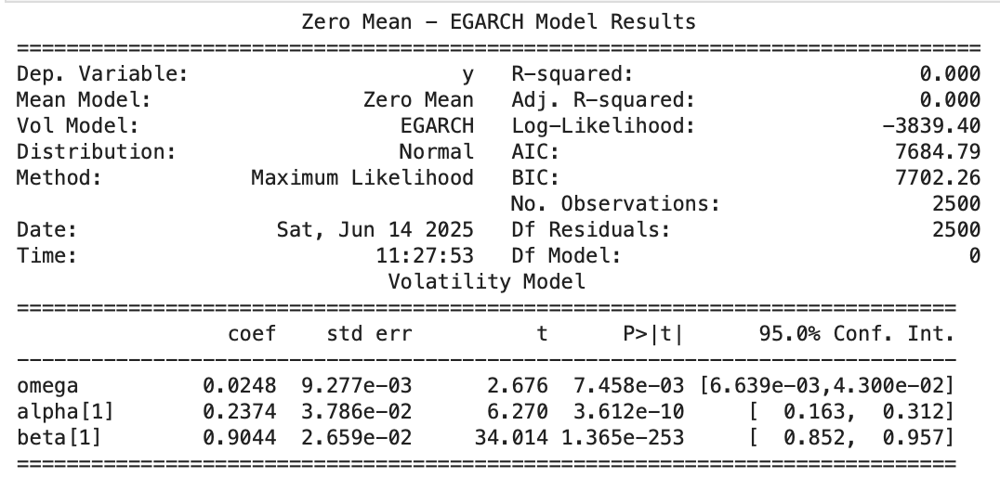 Zero Mean - EGARCH Model Results
==============================================================================
Dep. Variable:                      y   R-squared:                       0.000
Mean Model:                 Zero Mean   Adj. R-squared:                  0.000
Vol Model:                     EGARCH   Log-Likelihood:               -3839.40
Distribution:                  Normal   AIC:                           7684.79
Method:            Maximum Likelihood   BIC:                           7702.26
                                        No. Observations:                 2500
Date:                Sat, Jun 14 2025   Df Residuals:                     2500
Time:                        11:27:53   Df Model:                            0
                              Volatility Model
============================================================================
                 coef    std err          t      P>|t|      95.0% Conf. Int.
----------------------------------------------------------------------------
omega          0.0248  9.277e-03      2.676  7.458e-03 [6.639e-03,4.300e-02]
alpha[1]       0.2374  3.786e-02      6.270  3.612e-10     [  0.163,  0.312]
beta[1]        0.9044  2.659e-02     34.014 1.365e-253     [  0.852,  0.957]
============================================================================